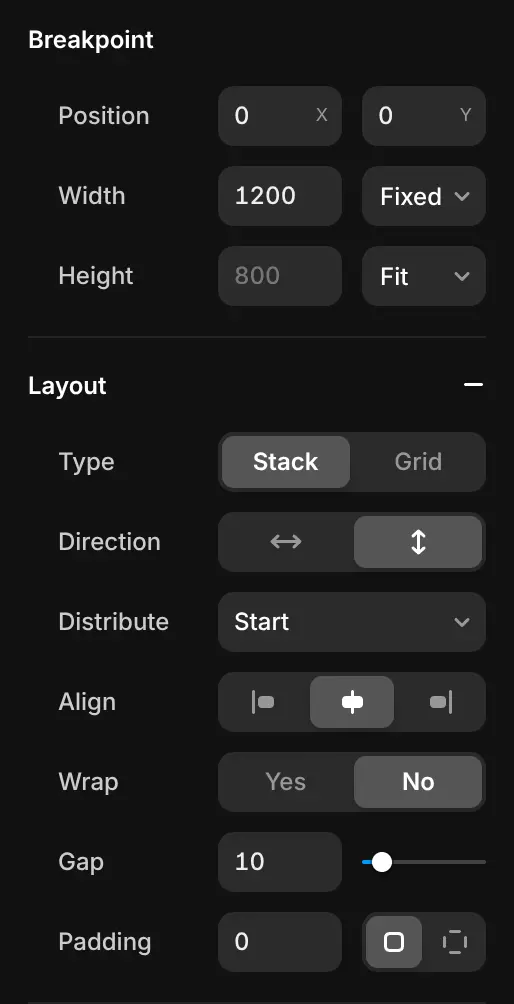 Breakpoint
Position 0 X 0 Y
Width 1200 Fixed
Height 800 Fit
Layout
Type Stack Grid
Direction
Distribute Start
Align
Wrap Yes No
Gap 10
Padding 0